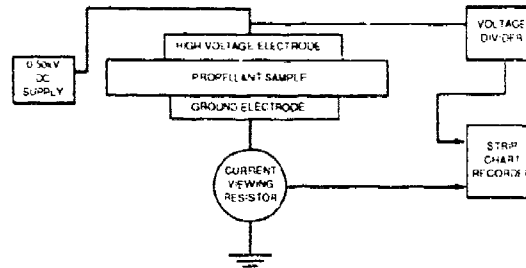 VOLTAGE
DIVIDER
HIGH VOLTAGE ELECTRODE
0-50kV
DC
SUPPLY
PROPELLANT SAMPLE
GROUND ELECTRODE
STRIP
CHART
RECORDER
CURRENT
VIEWING
RESISTOR